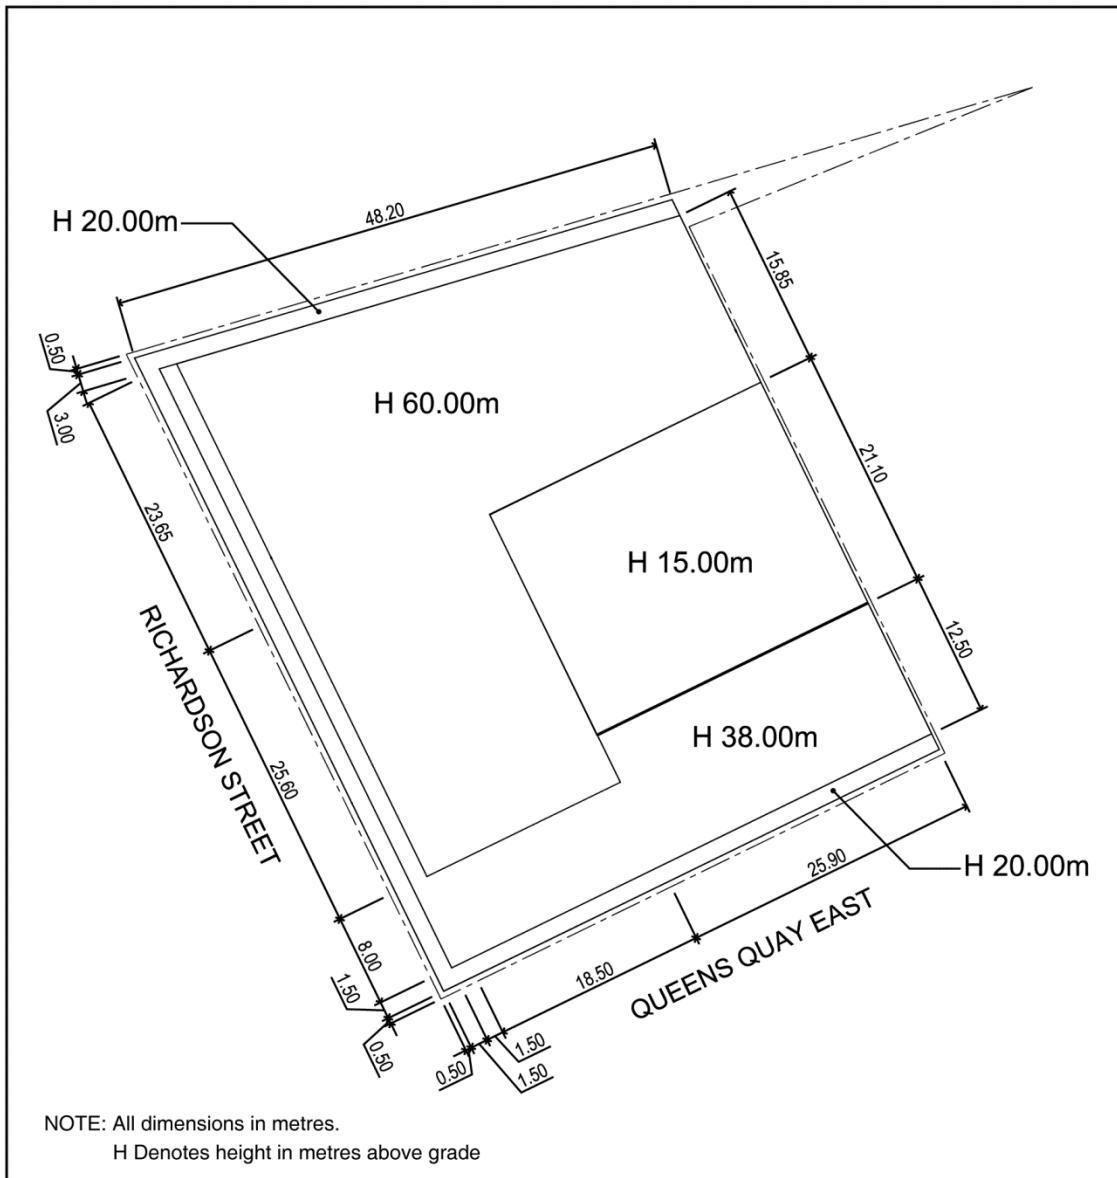 48.20
H 20.00m
15.85
0.50
3.00
H 60.00m
21.10
23.65
H 15.00m
RICHARDSON STREET
12.50
H 38.00m
25.60
25.90
H 20.00m
QUEENS QUAY EAST
8.00
18.50
1.50
0.50
0.50
1.50
1.50
NOTE: All dimensions in metres.
H Denotes height in metres above grade